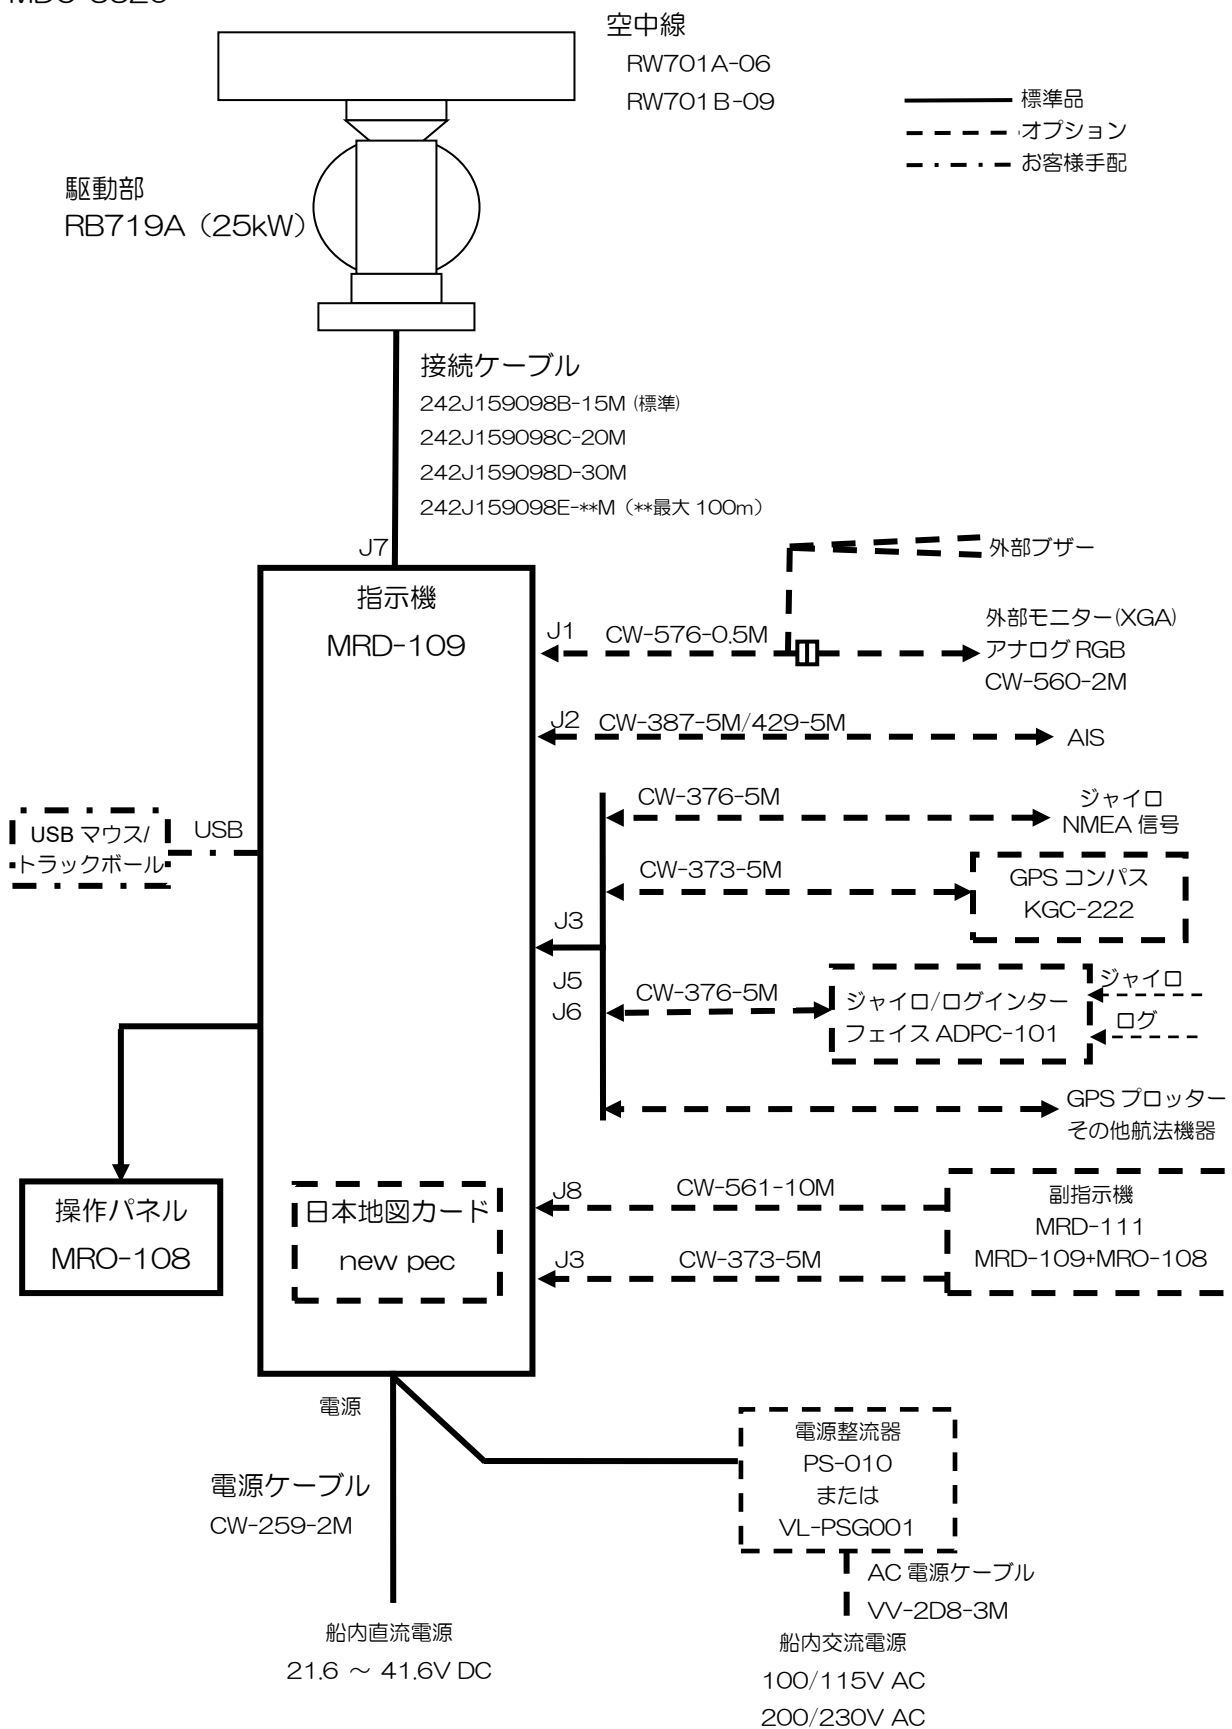 空中線
RW701A-06
RW701B-09
標準品
オプション
お客様手配
駆動部
RB719A（25kW）
接続ケーブル
242J159098B-15M (標準)
242J159098C-20M
242J159098D-30M
242J159098E-**M（**最大 100m）
J7
指示機
MRD-109
外部ブザー
J1
CW-576-0.5M
外部モニター(XGA)
アナログ RGB
CW-560-2M
J2
CW-387-5M/429-5M
AIS
USB マウス/
トラックボール
USB
CW-376-5M
ジャイロ
NMEA 信号
CW-373-5M
GPS コンパス
KGC-222
J3
J5
J6
CW-376-5M
ジャイロ/ログインター
フェイス ADPC-101
ジャイロ
ログ
GPS プロッター
その他航法機器
操作パネル
MRO-108
日本地図カード
new pec
J8
CW-561-10M
副指示機
MRD-111
MRD-109+MRO-108
J3
CW-373-5M
電源
電源ケーブル
CW-259-2M
電源整流器
PS-010
または
VL-PSG001
AC 電源ケーブル
VV-2D8-3M
船内直流電源
21.6 ～ 41.6V DC
船内交流電源
100/115V AC
200/230V AC